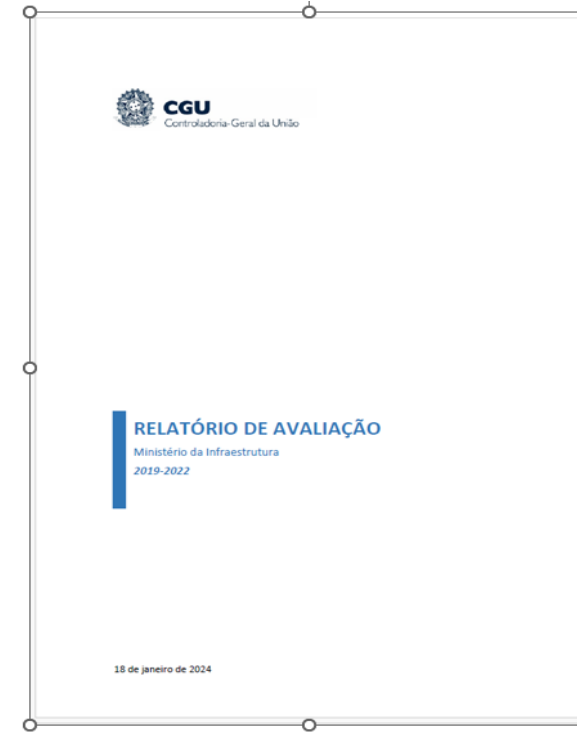 CGU
Controladoria-Geral da União
RELATÓRIO DE AVALIAÇÃO
Ministério da Infraestrutura
2019-2022
18 de janeiro de 2024